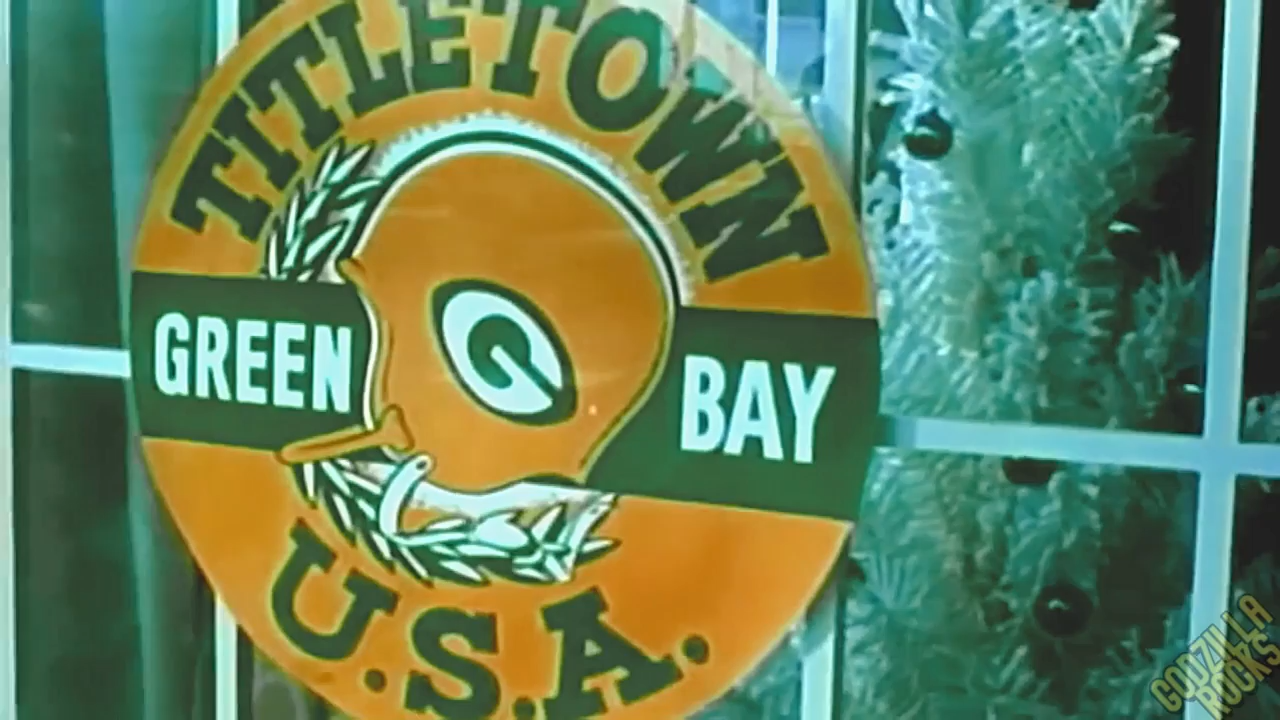 TITLETOWN
GREEN
G
BAY
U.S.A.
GODZILLA
ROCKS